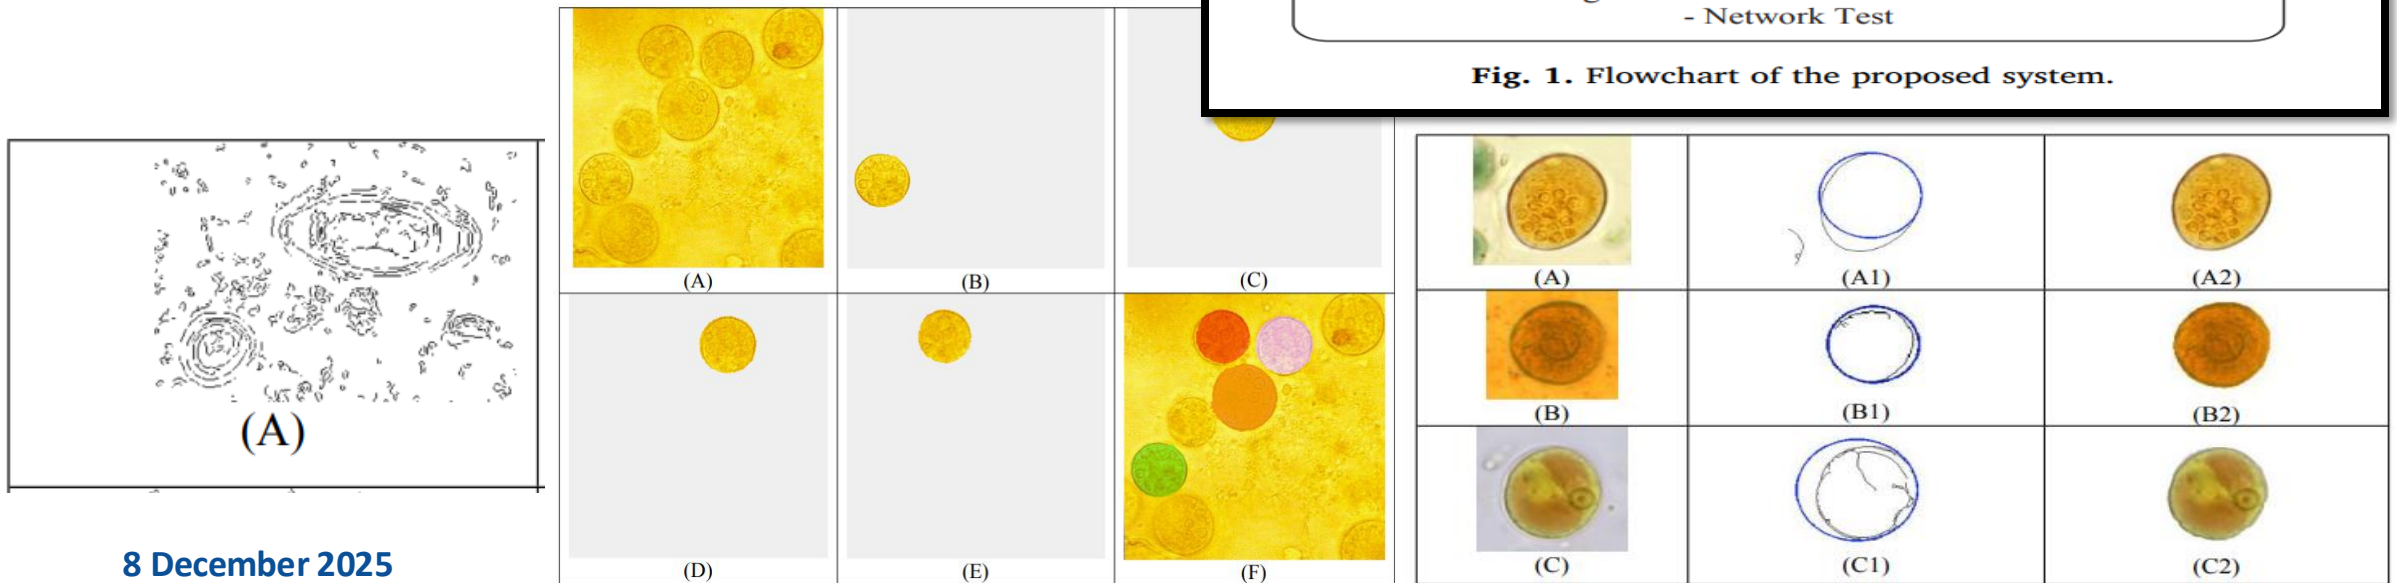 - Network Test
Fig. 1. Flowchart of the proposed system.
(A)
8 December 2025
(A)
(B)
(C)
(D)
(E)
(F)
(A)
(A1)
(A2)
(B)
(B1)
(B2)
(C)
(C1)
(C2)